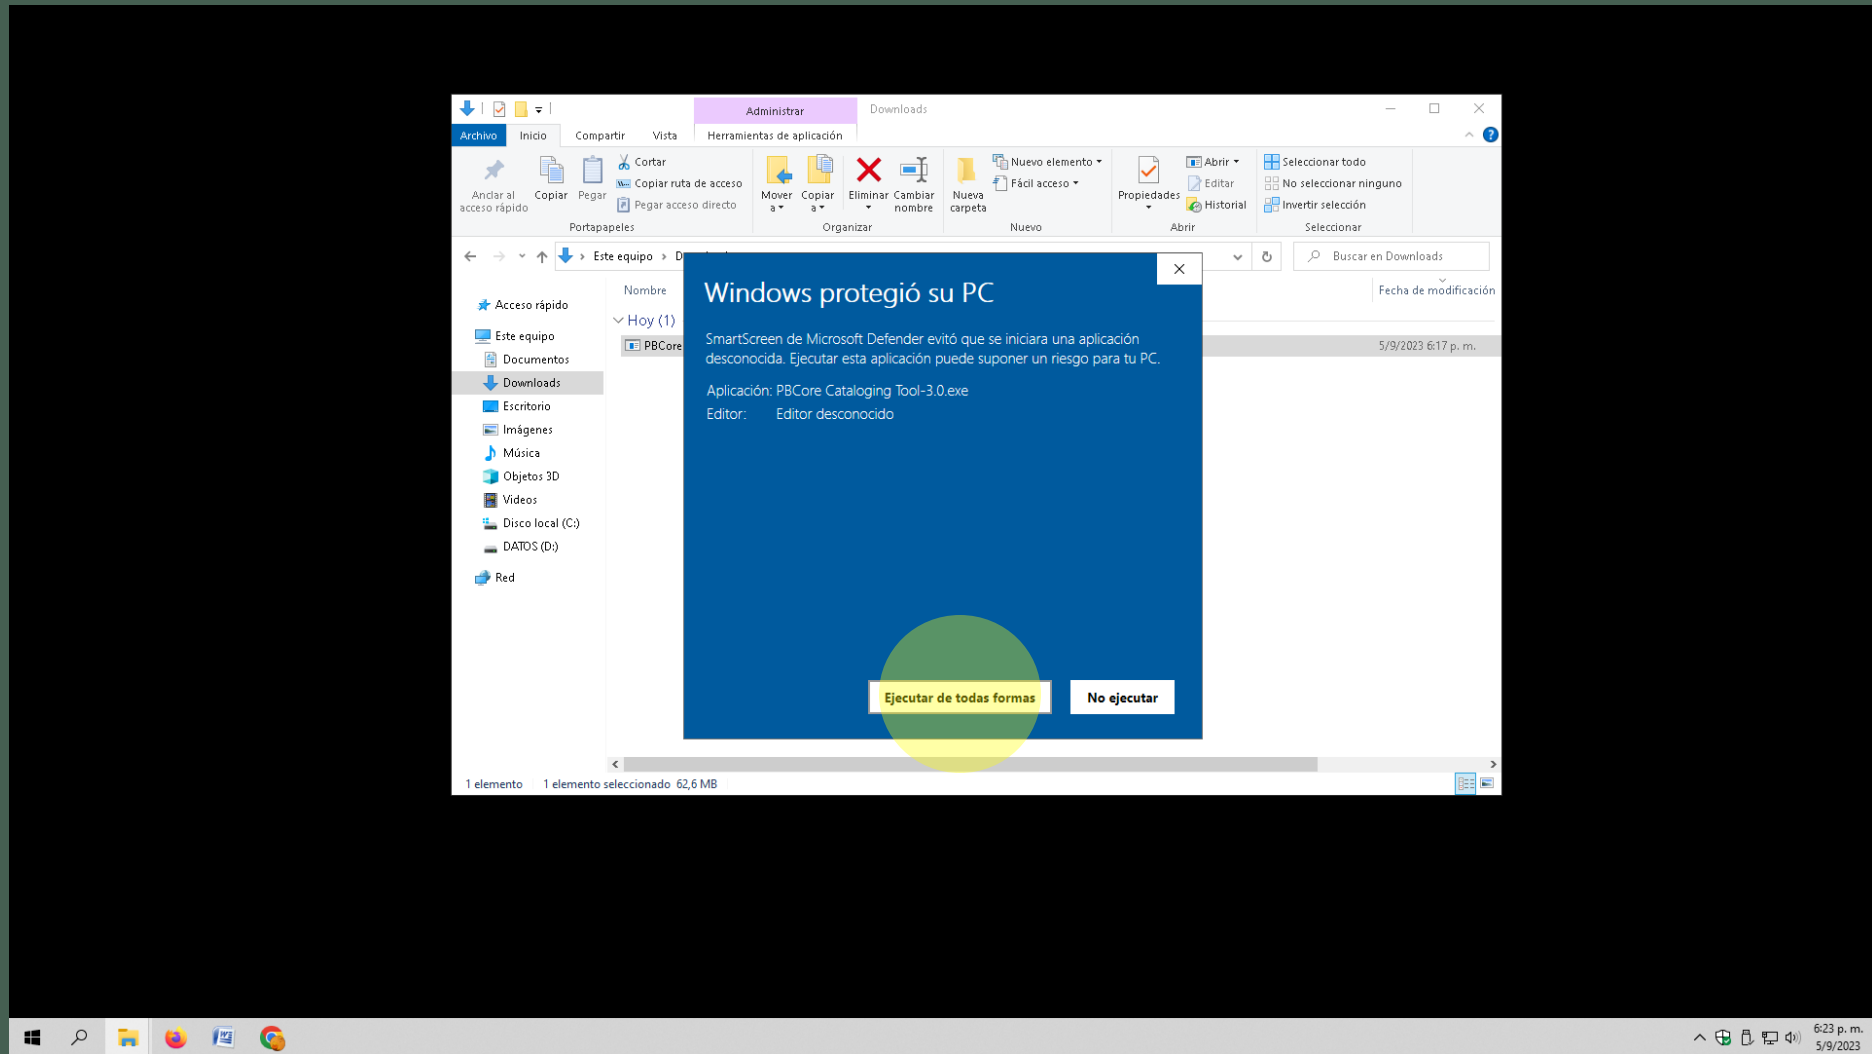 Administrar
Downloads
Archivo Inicio Compartir Vista Herramientas de aplicación
Anclar al acceso rápido
Copiar
Pegar
Cortar
Copiar ruta de acceso
Pegar acceso directo
Portapapeles
Mover a
Copiar a
Eliminar
Cambiar nombre
Organizar
Nueva carpeta
Nuevo elemento
Fácil acceso
Nuevo
Propiedades
Abrir
Editar
Historial
Abrir
Seleccionar todo
No seleccionar ninguno
Invertir selección
Seleccionar
Este equipo > D
Buscar en Downloads
Nombre
Fecha de modificación
Hoy (1)
PBCore
5/9/2023 6:17 p. m.
Acceso rápido
Este equipo
Documentos
Downloads
Escritorio
Imágenes
Música
Objetos 3D
Videos
Disco local (C:)
DATOS (D:)
Red
Windows protegió su PC
SmartScreen de Microsoft Defender evitó que se iniciara una aplicación
desconocida. Ejecutar esta aplicación puede suponer un riesgo para tu PC.
Aplicación: PBCore Cataloging Tool-3.0.exe
Editor: Editor desconocido
Ejecutar de todas formas
No ejecutar
1 elemento 1 elemento seleccionado 62,6 MB
6:23 p. m.
5/9/2023